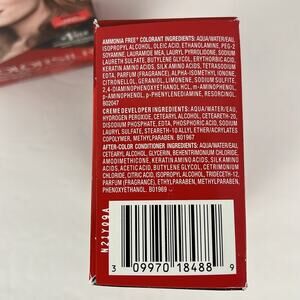 AMMONIA FREE* COLORANT INGREDIENTS: AQUA/WATER/EAU,
ISOPROPYL ALCOHOL, OLEIC ACID, ETHANOLAMINE, PEG-2
SOYAMINE, LAURAMIDE MEA, LAURYL PYRROLIDONE, SODIUM
LAURETH SULFATE, BUTYLENE GLYCOL, ERYTHORBIC ACID,
KERATIN AMINO ACIDS, SILK AMINO ACIDS, TETRASODIUM
EDTA, PARFUM (FRAGRANCE), ALPHA-ISOMETHYL IONONE,
CITRONELLOL, GERANIOL, LIMONENE, SODIUM SULFITE,
2,4-DIAMINOPHENOXYETHANOL HCL, m-
AMINOPHENOL, p-PHENYLENEDIAMINE, RESORCINOL.
B02047
CREME DEVELOPER INGREDIENTS: AQUA/WATER/EAU,
HYDROGEN PEROXIDE, CETEARYL ALCOHOL, CETEARETH-20,
DISODIUM PHOSPHATE, EDTA, PHOSPHORIC ACID, SODIUM
LAURYL SULFATE, STEARETH-10 ALLYL ETHER/ACRYLATES
COPOLYMER, METHYLPARABEN. B01967
AFTER-COLOR CONDITIONER INGREDIENTS: AQUA/WATER/EAU,
CETEARYL ALCOHOL, GLYCERIN, BEHENTRIMONIUM CHLORIDE,
AMODIMETHICONE, KERATIN AMINO ACIDS, SILK AMINO
ACIDS, ACETIC ACID, BUTYLENE GLYCOL, CETRIMONIUM
CHLORIDE, CITRIC ACID, ISOPROPYL ALCOHOL, TRIDECETH-12,
PARFUM (FRAGRANCE), ETHYLPARABEN, METHYLPARABEN,
PHENOXYETHANOL. B01969
N21Y09A
3 09970 18488 9